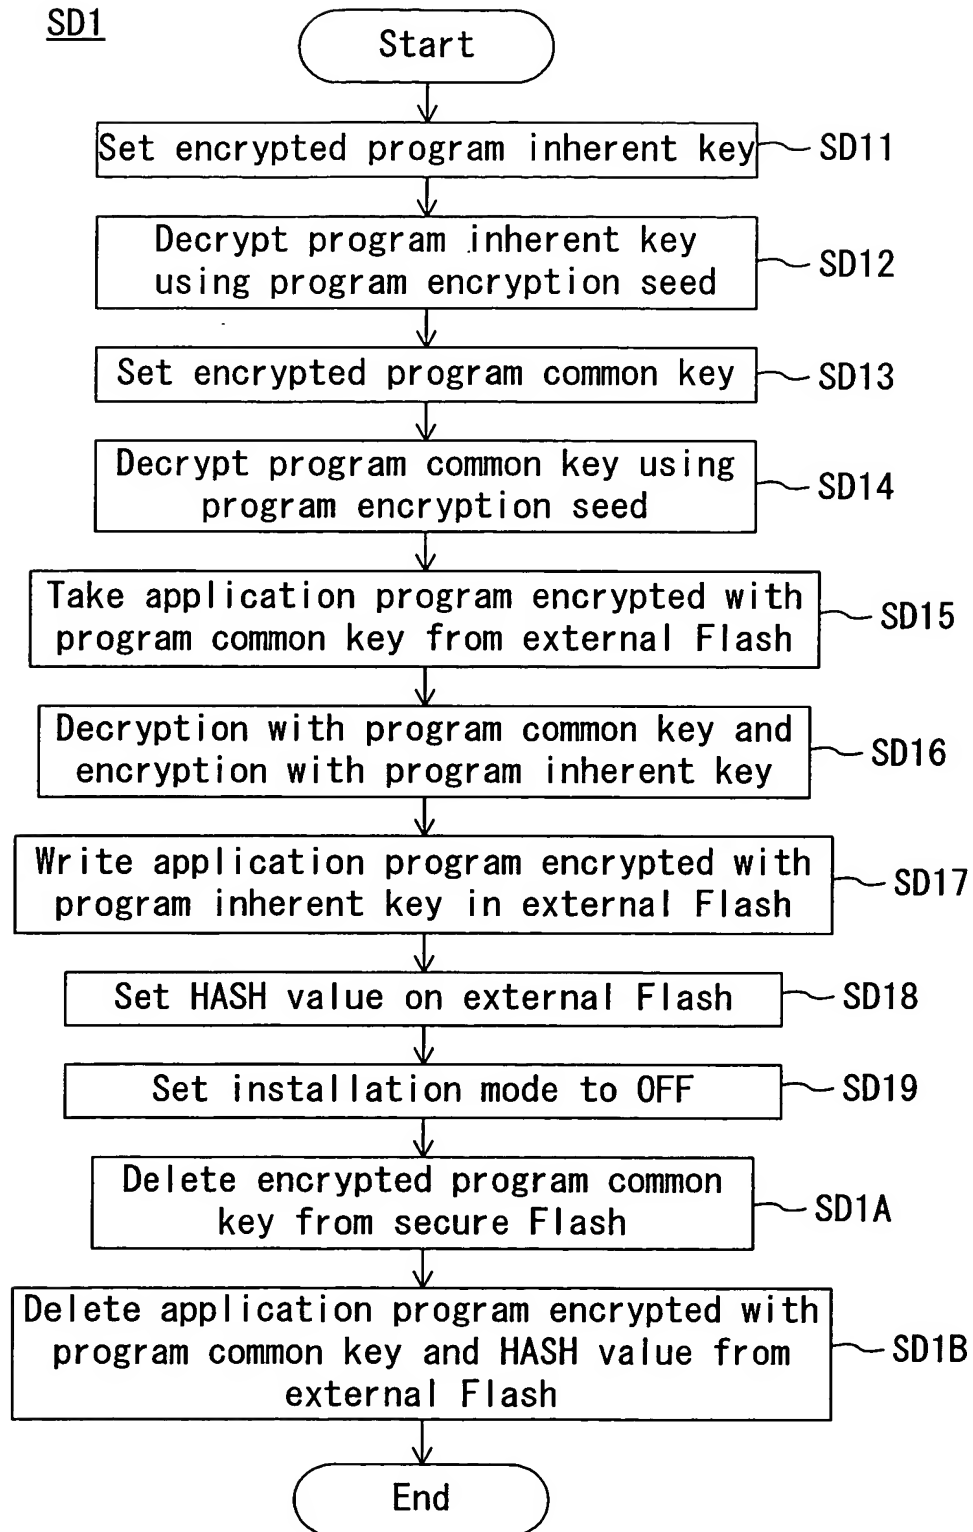 SD1
Start
Set encrypted program inherent key
SD11
Decrypt program inherent key
using program encryption seed
SD12
Set encrypted program common key
SD13
Decrypt program common key using
program encryption seed
SD14
Take application program encrypted with
program common key from external Flash
SD15
Decryption with program common key and
encryption with program inherent key
SD16
Write application program encrypted with
program inherent key in external Flash
SD17
Set HASH value on external Flash
SD18
Set installation mode to OFF
SD19
Delete encrypted program common
key from secure Flash
SD1A
Delete application program encrypted with
program common key and HASH value from
external Flash
SD1B
End